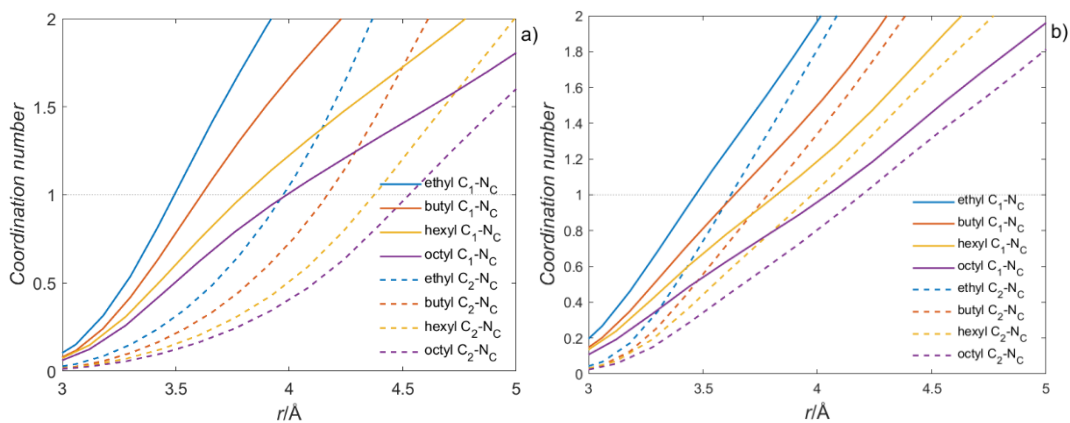 a)
Coordination number
2
1.5
1
0.5
0
3
3.5
4
4.5
5
r/Å
ethyl C1-NC
butyl C1-NC
hexyl C1-NC
octyl C1-NC
ethyl C2-NC
butyl C2-NC
hexyl C2-NC
octyl C2-NC
b)
Coordination number
2
1.8
1.6
1.4
1.2
1
0.8
0.6
0.4
0.2
0
3
3.5
4
4.5
5
r/Å
ethyl C1-NC
butyl C1-NC
hexyl C1-NC
octyl C1-NC
ethyl C2-NC
butyl C2-NC
hexyl C2-NC
octyl C2-NC